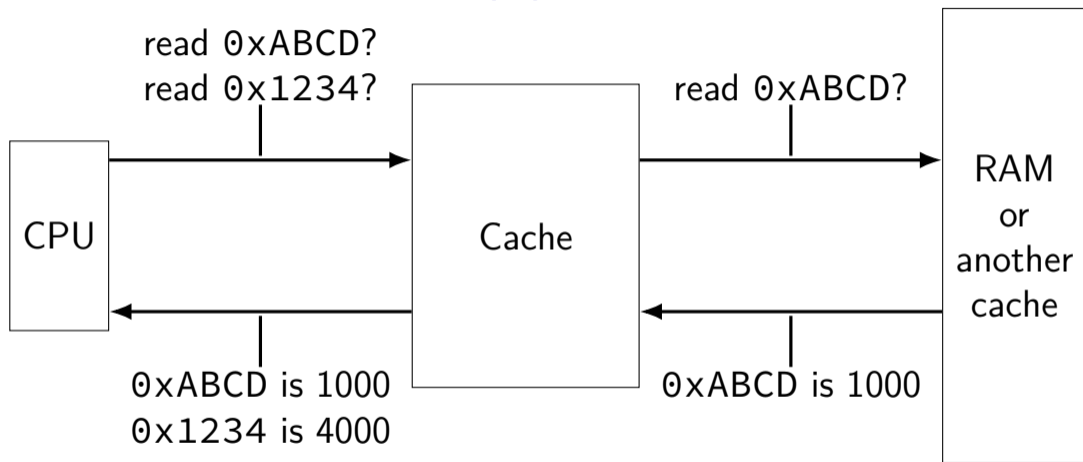 read 0xABCD?
read 0x1234?
read 0xABCD?
CPU
Cache
RAM
or
another
cache
0xABCD is 1000
0x1234 is 4000
0xABCD is 1000